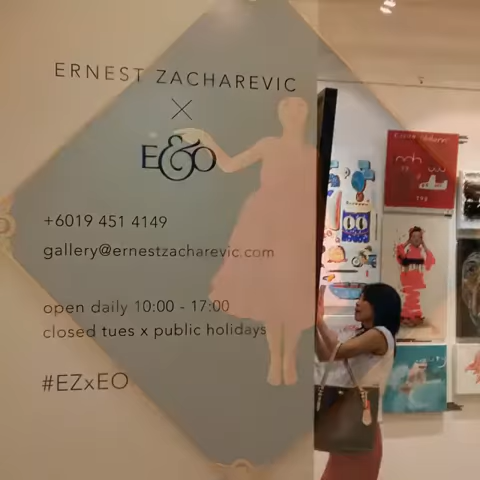 ERNEST ZACHAREVIC
X
E&O
+6019 451 4149
gallery@ernestzacharevic.com
open daily 10:00 - 17:00
closed tues x public holidays
#EZxEO